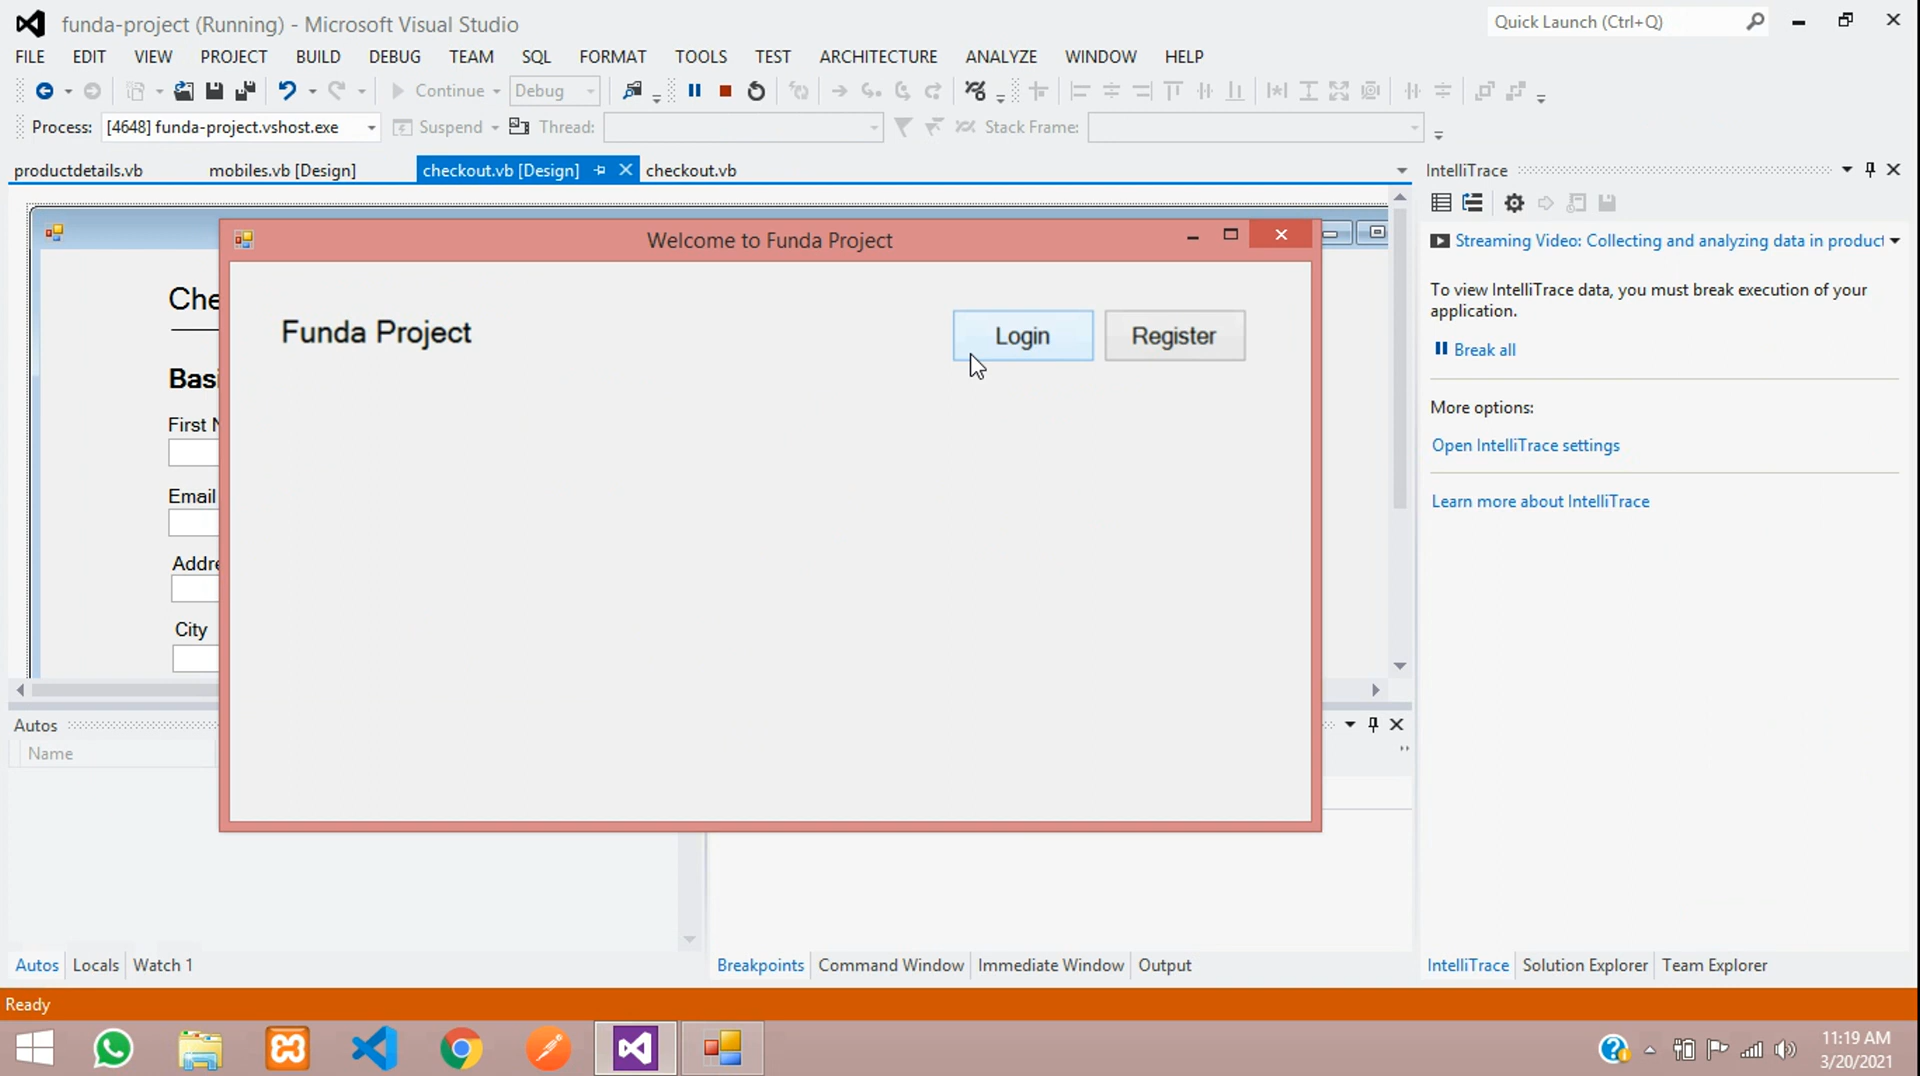 funda-project (Running) - Microsoft Visual Studio
Quick Launch (Ctrl+Q)
FILE EDIT VIEW PROJECT BUILD DEBUG TEAM SQL FORMAT TOOLS TEST ARCHITECTURE ANALYZE WINDOW HELP
Continue Debug
Process: [4648] funda-project.vshost.exe Suspend Thread: Stack Frame:
productdetails.vb mobiles.vb [Design] checkout.vb [Design] checkout.vb
IntelliTrace
Welcome to Funda Project
Streaming Video: Collecting and analyzing data in product
To view IntelliTrace data, you must break execution of your
application.
Break all
More options:
Open IntelliTrace settings
Learn more about IntelliTrace
Che
Funda Project
Login Register
Basi
First N
Email
Addre
City
Autos
Name
Autos Locals Watch 1
Breakpoints Command Window Immediate Window Output
IntelliTrace Solution Explorer Team Explorer
Ready
11:19 AM
3/20/2021